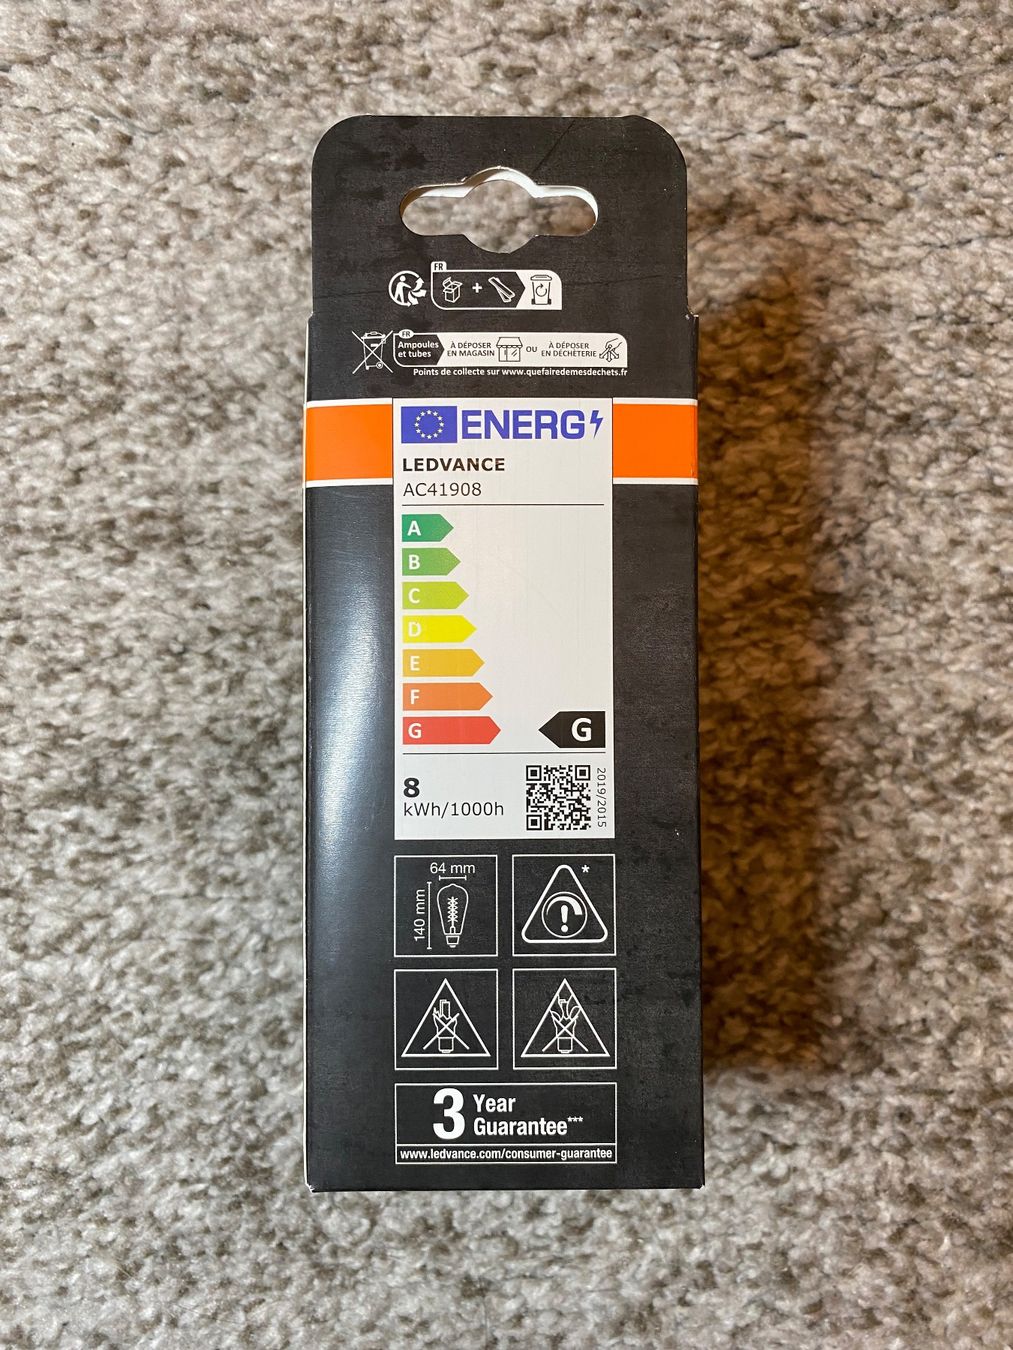 FR
+
FR
Ampoules
et tubes
À DÉPOSER
EN MAGASIN
OU
À DÉPOSER
EN DÉCHÈTERIE
Points de collecte sur www.quefairedemesdechets.fr
ENERG
LEDVANCE
AC41908
A
B
C
D
E
F
G
G
8
kWh/1000h
2019/2015
64 mm
140 mm
*
!
3 Year
Guarantee***
www.ledvance.com/consumer-guarantee